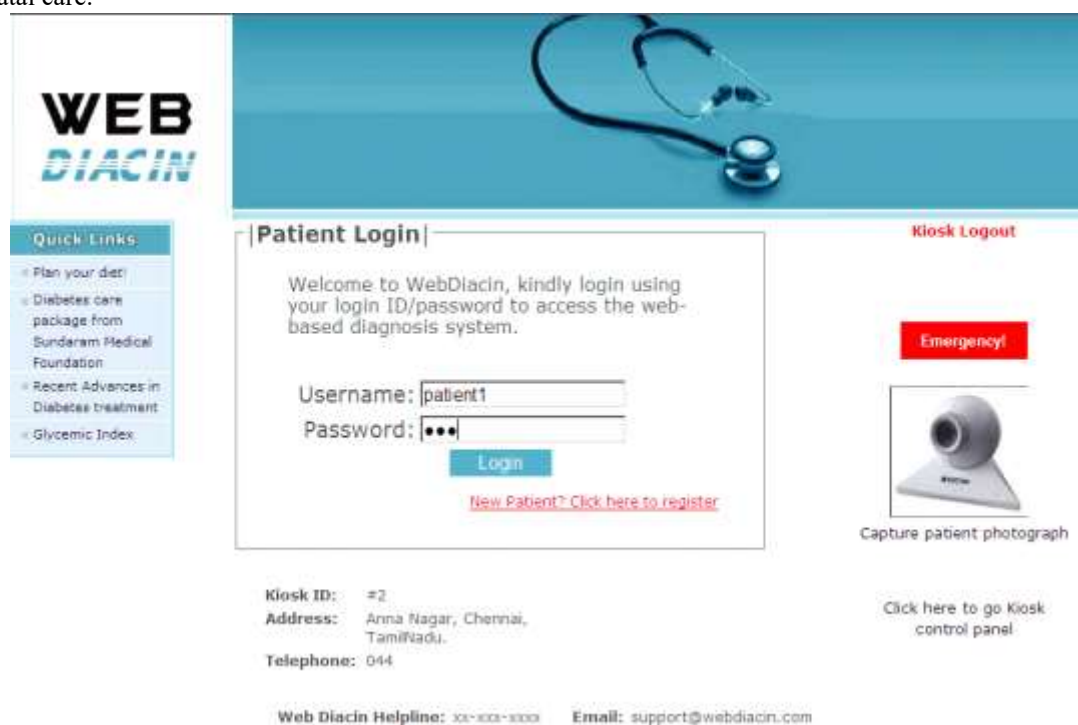 WEB
DIACIN
Quick Links
Plan your diet!
Diabetes care
package from
Sundaram Medical
Foundation
Recent Advances in
Diabetes treatment
Glycemic Index
|Patient Login|
Welcome to WebDiacin, kindly login using
your login ID/password to access the web-
based diagnosis system.
Username: patient1
Password: •••
Login
New Patient? Click here to register
Kiosk Logout
Emergency!
Capture patient photograph
Click here to go Kiosk
control panel
Kiosk ID: #2
Address: Anna Nagar, Chennai,
TamilNadu.
Telephone: 044
Web Diacin Helpline: xx-xxx-xxxx Email: support@webdiacin.com